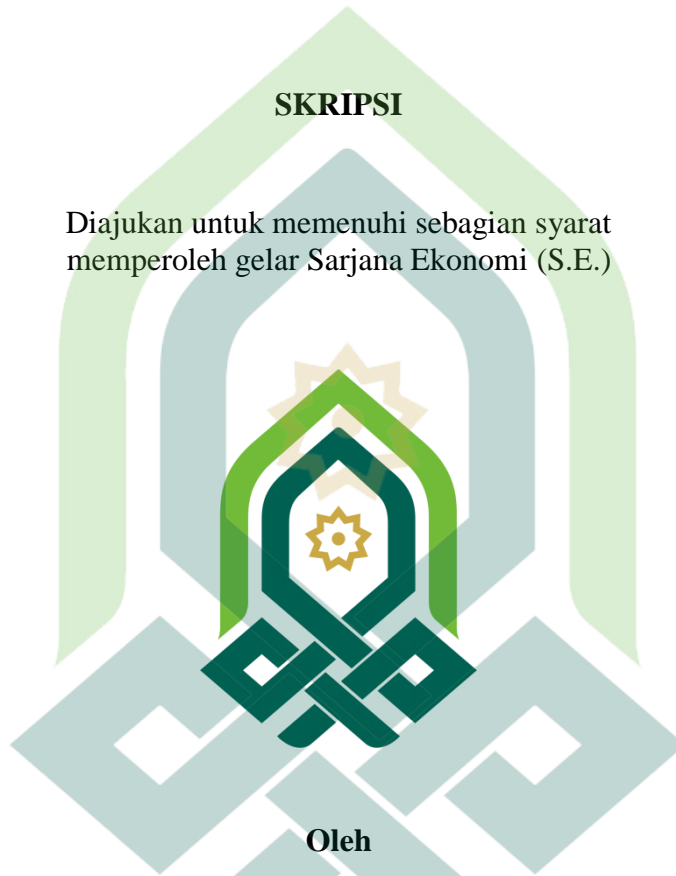 SKRIPSI
Diajukan untuk memenuhi sebagian syarat
memperoleh gelar Sarjana Ekonomi (S.E.)
Oleh